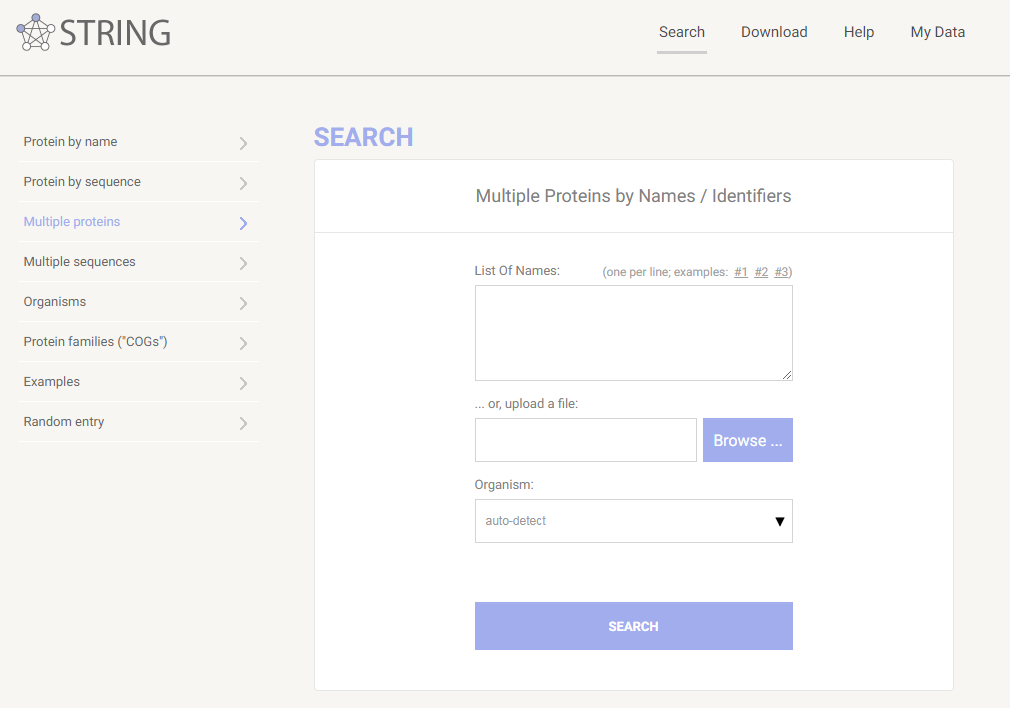 STRING
Search Download Help My Data
Protein by name
Protein by sequence
Multiple proteins
Multiple sequences
Organisms
Protein families ("COGs")
Examples
Random entry
SEARCH
Multiple Proteins by Names / Identifiers
List Of Names: (one per line; examples: #1 #2 #3)
... or, upload a file:
Browse ...
Organism:
auto-detect
SEARCH